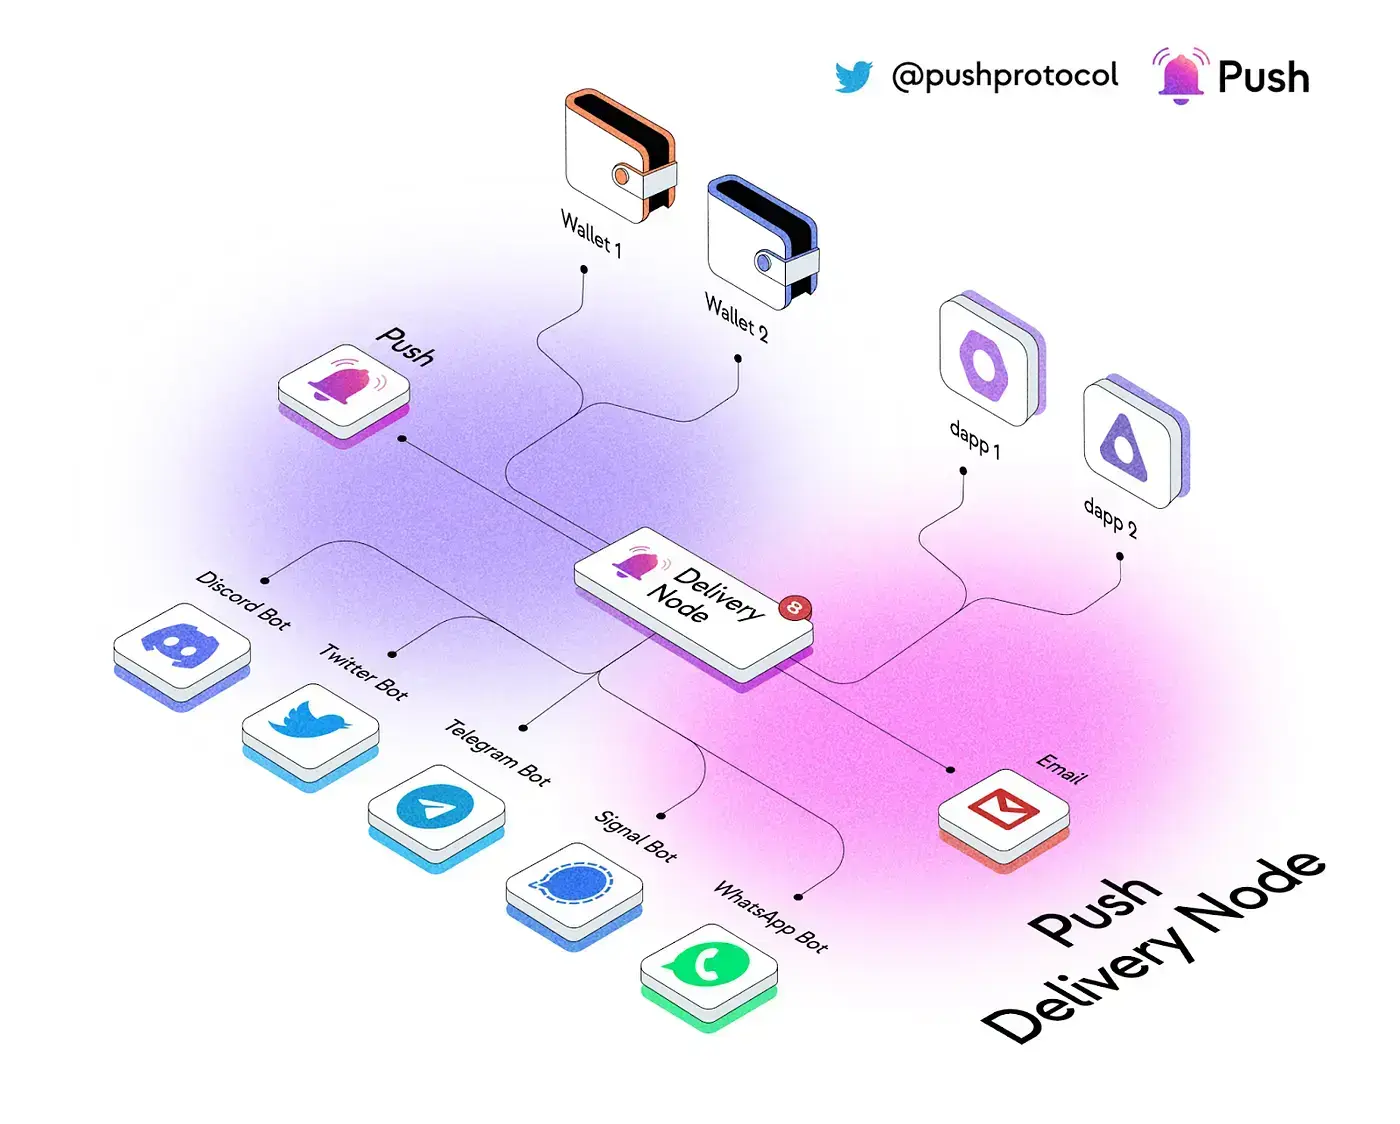 @pushprotocol
Push
Wallet 1
Wallet 2
Push
dapp 1
dapp 2
Delivery
Node
8
Discord Bot
Twitter Bot
Telegram Bot
Signal Bot
WhatsApp Bot
Email
Push
Delivery Node